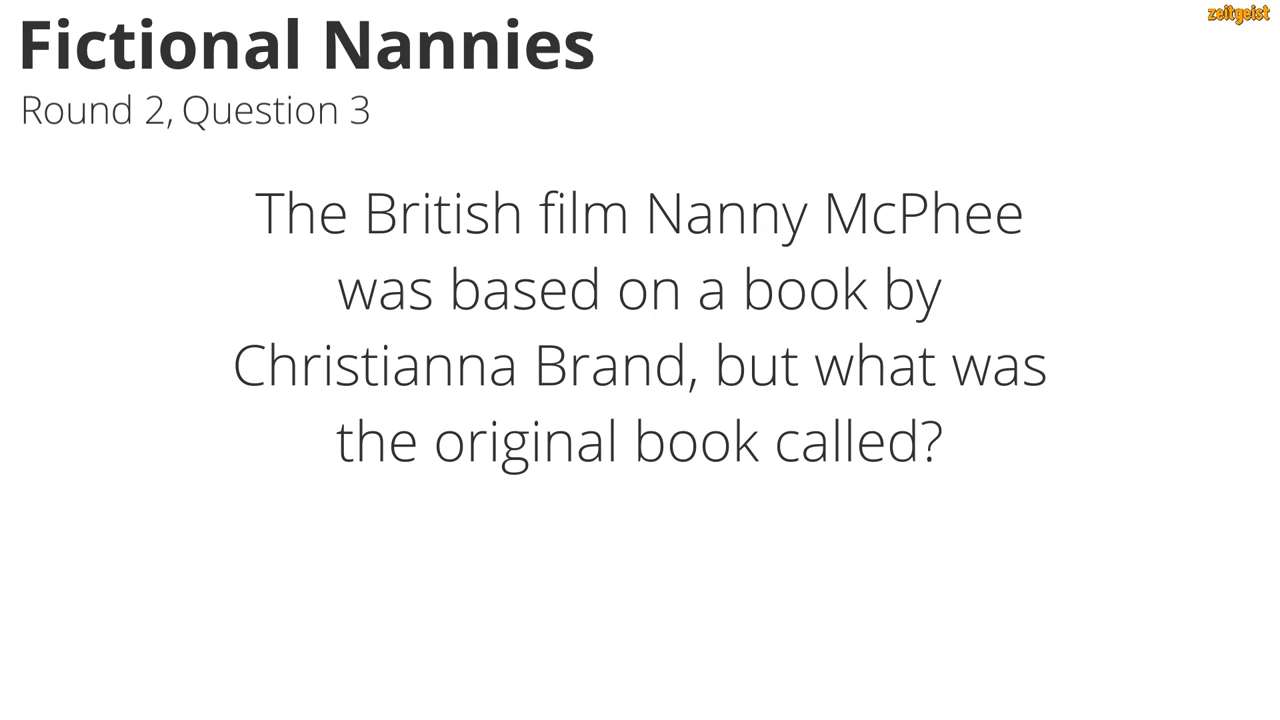 zeitgeist
Fictional Nannies
Round 2, Question 3
The British film Nanny McPhee
was based on a book by
Christianna Brand, but what was
the original book called?